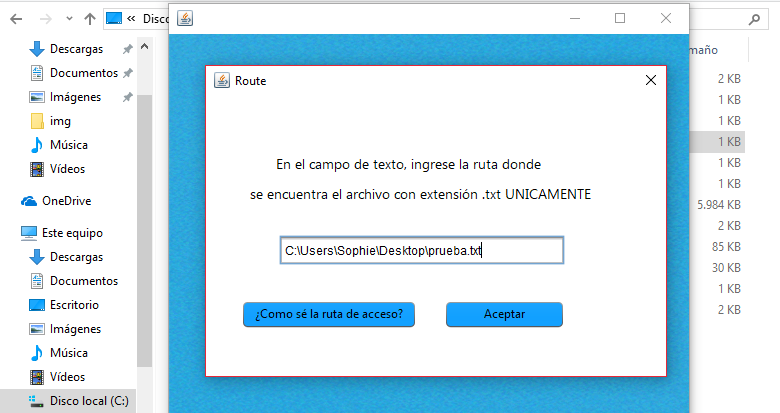 Disco
Descargas
Documentos
Imágenes
img
Música
Vídeos
OneDrive
Este equipo
Descargas
Documentos
Escritorio
Imágenes
Música
Vídeos
Disco local (C:)
Route
En el campo de texto, ingrese la ruta donde
se encuentra el archivo con extensión .txt UNICAMENTE
C:\Users\Sophie\Desktop\prueba.txt
¿Como sé la ruta de acceso?
Aceptar
maño
2 KB
1 KB
1 KB
1 KB
1 KB
1 KB
5.984 KB
2 KB
85 KB
30 KB
1 KB
2 KB